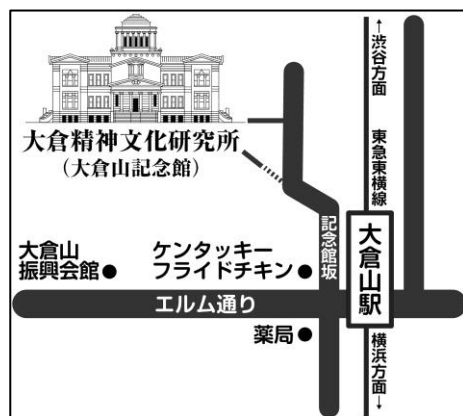 大倉精神文化研究所
（大倉山記念館）
←渋谷方面
東急東横線
大倉山駅
横浜方面→
記念館坂
大倉山
振興会館
ケンタッキー
フライドチキン
エルム通り
薬局